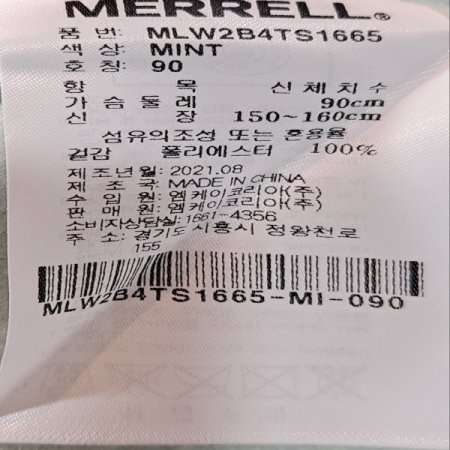 MERRELL
품 번: MLW2B4TS1665
색 상: MINT
호 칭: 90
항 목 신체치수
가슴둘레 90cm
신 장 150~160cm
섬유의조성 또는 혼용율
겉감 폴리에스터 100%
제조년월: 2021.08
제 조 국: MADE IN CHINA
수 입 원: 엠케이코리아(주)
판 매 원: 엠케이코리아(주)
소비자상담실: 1661-4356
주 소: 경기도 시흥시 정왕천로
155
MLW2B4TS1665-MI-090